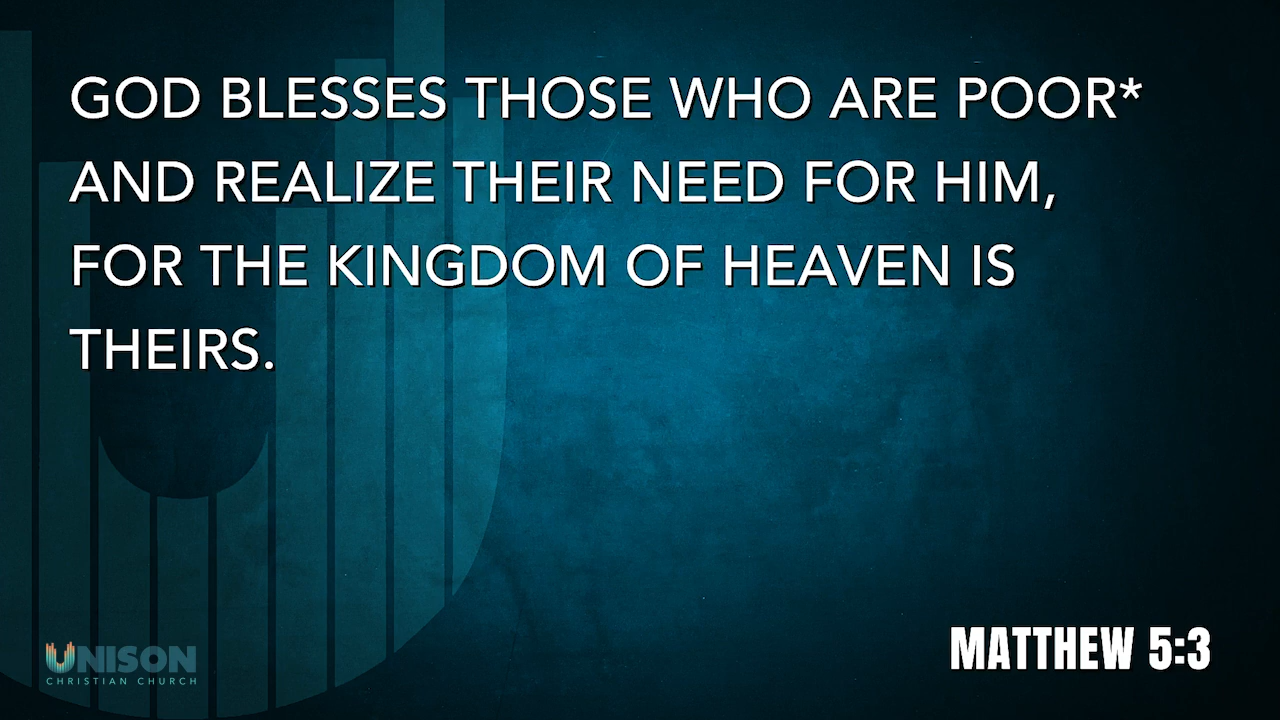 GOD BLESSES THOSE WHO ARE POOR*
AND REALIZE THEIR NEED FOR HIM,
FOR THE KINGDOM OF HEAVEN IS
THEIRS.
MATTHEW 5:3
UNISON
CHRISTIAN CHURCH